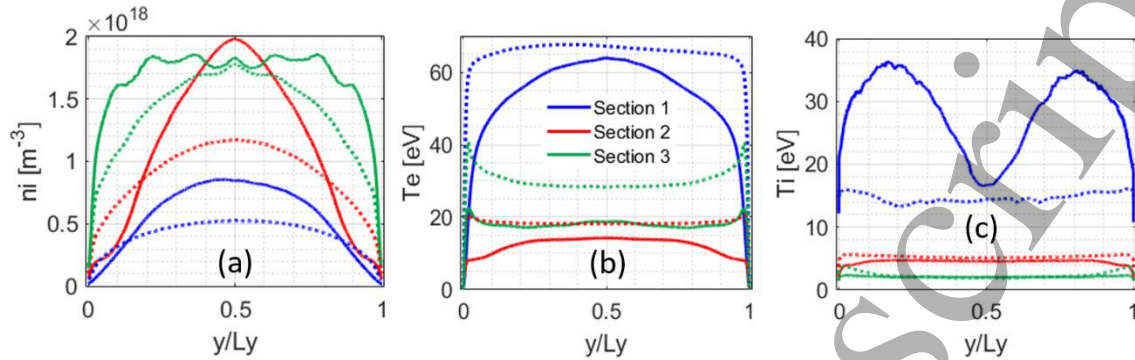 ×10^18
2
1.5
1
0.5
0
ni [m^-3]
0 0.5 1
y/Ly
(a)
60
40
20
0
Te [eV]
Section 1
Section 2
Section 3
0 0.5 1
y/Ly
(b)
40
30
20
10
0
Ti [eV]
0 0.5 1
y/Ly
(c)
scrip